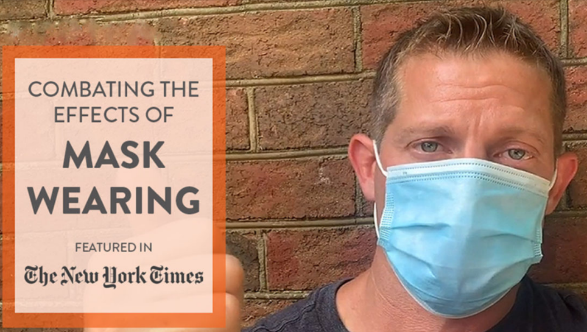 COMBATING THE
EFFECTS OF
MASK
WEARING
FEATURED IN
The New York Times